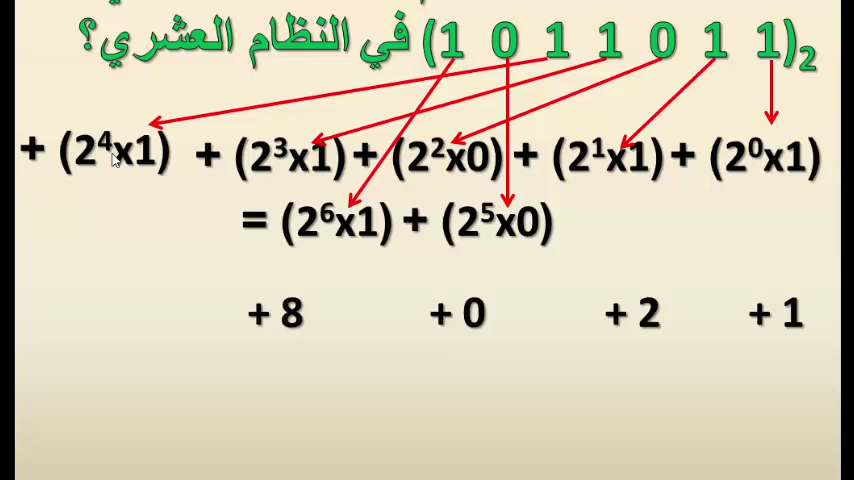 في النظام العشري؟ (1 0 1 1 0 1 1)₂
+ (2⁴x1) + (2³x1) + (2²x0) + (2¹x1) + (2⁰x1)
= (2⁶x1) + (2⁵x0)
+ 8 + 0 + 2 + 1